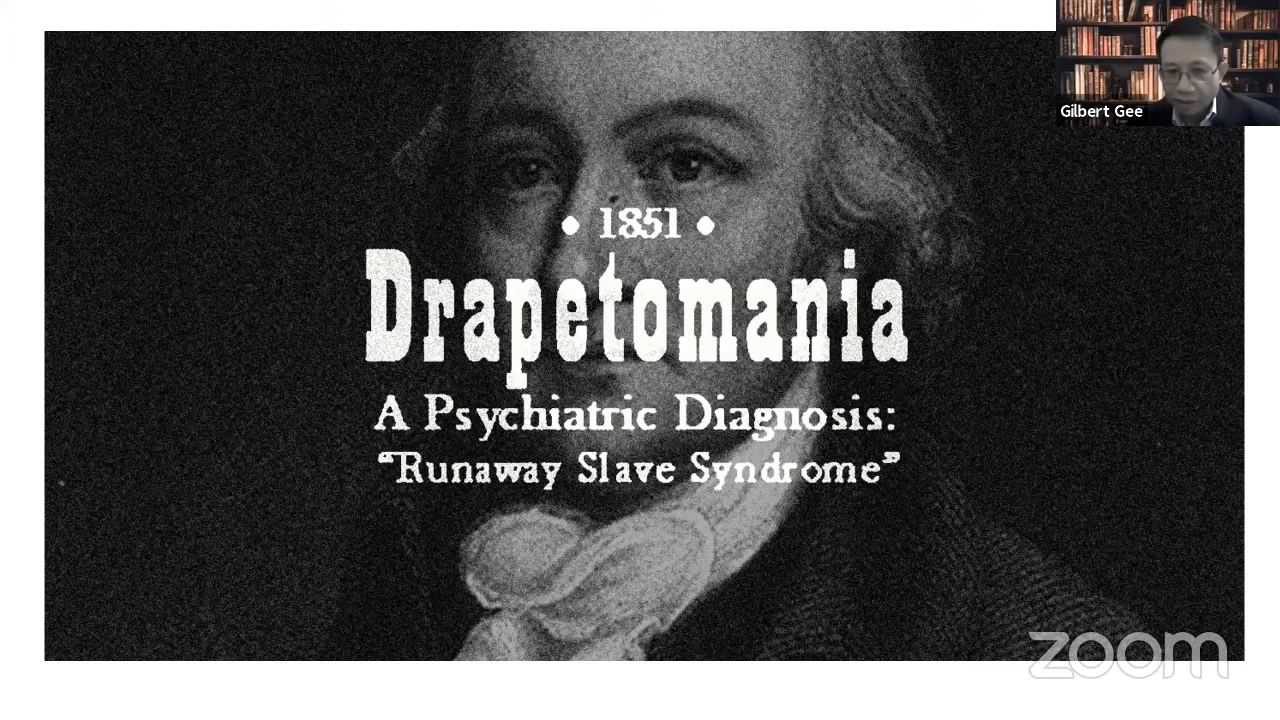 Gilbert Gee
• 1851 •
Drapetomania
A Psychiatric Diagnosis:
“Runaway Slave Syndrome”
zoom